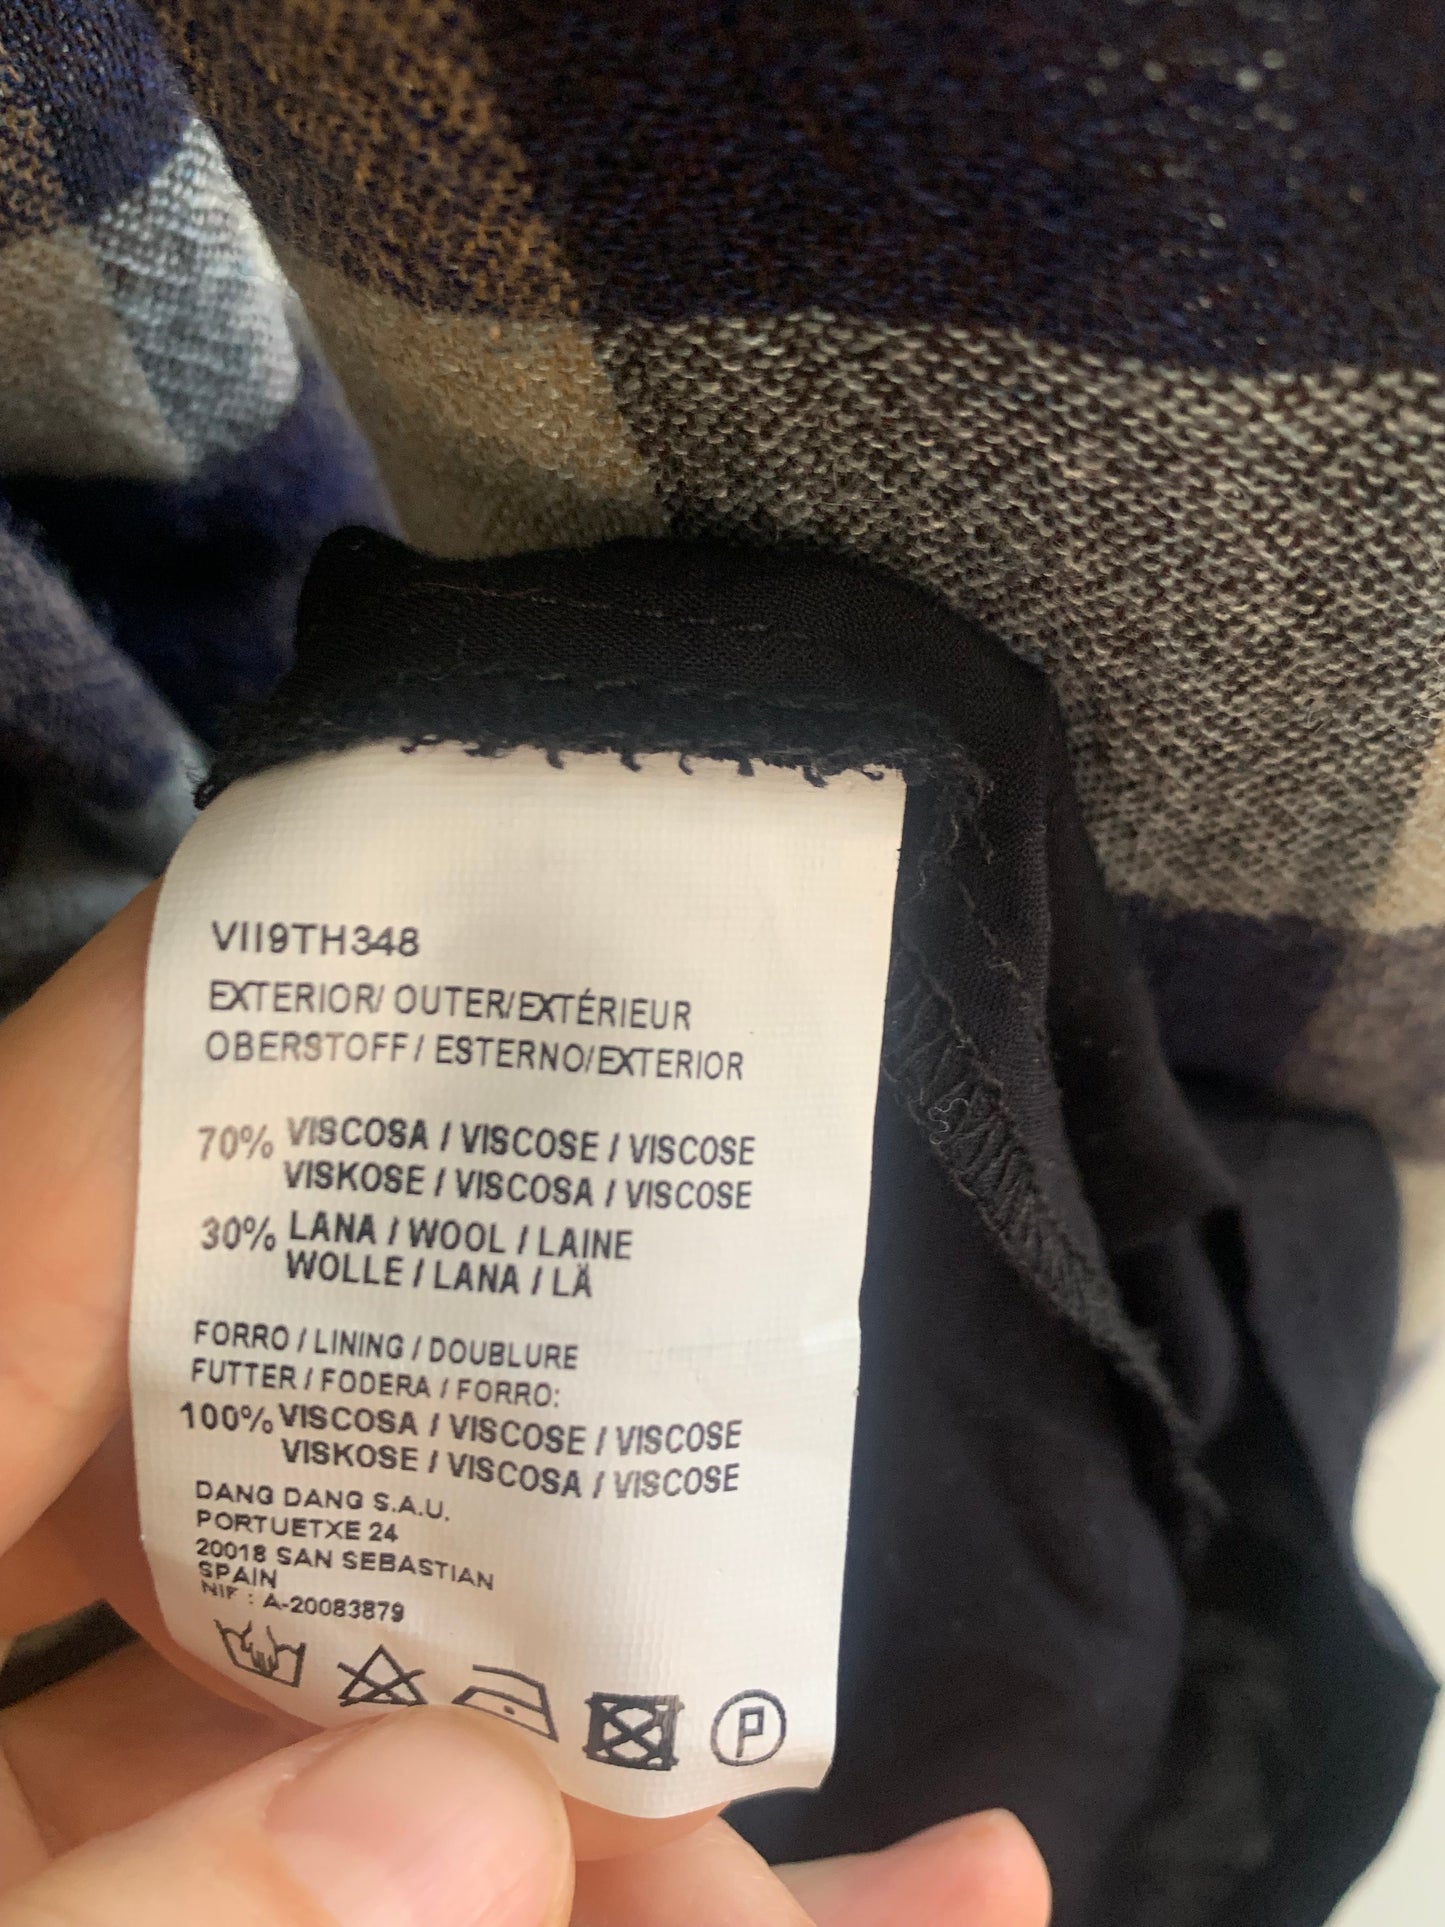 VII9TH348
EXTERIOR/ OUTER/EXTÉRIEUR
OBERSTOFF/ ESTERNO/EXTERIOR
70% VISCOSA / VISCOSE / VISCOSE
VISKOSE / VISCOSA / VISCOSE
30% LANA / WOOL / LAINE
WOLLE / LANA / LÄ
FORRO / LINING / DOUBLURE
FUTTER / FODERA / FORRO:
100% VISCOSA / VISCOSE / VISCOSE
VISKOSE / VISCOSA / VISCOSE
DANG DANG S.A.U.
PORTUETXE 24
20018 SAN SEBASTIAN
SPAIN
NIF : A-20083879
P